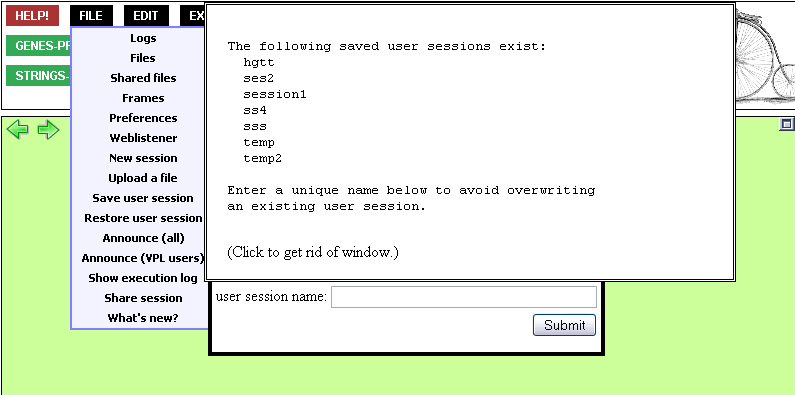 HELP!
FILE
EDIT
EX
GENES-PR
STRINGS-
Logs
Files
Shared files
Frames
Preferences
Weblistener
New session
Upload a file
Save user session
Restore user session
Announce (all)
Announce (VPL users)
Show execution log
Share session
What's new?
The following saved user sessions exist:
hgtt
ses2
session1
ss4
sss
temp
temp2
Enter a unique name below to avoid overwriting
an existing user session.
(Click to get rid of window.)
user session name:
Submit